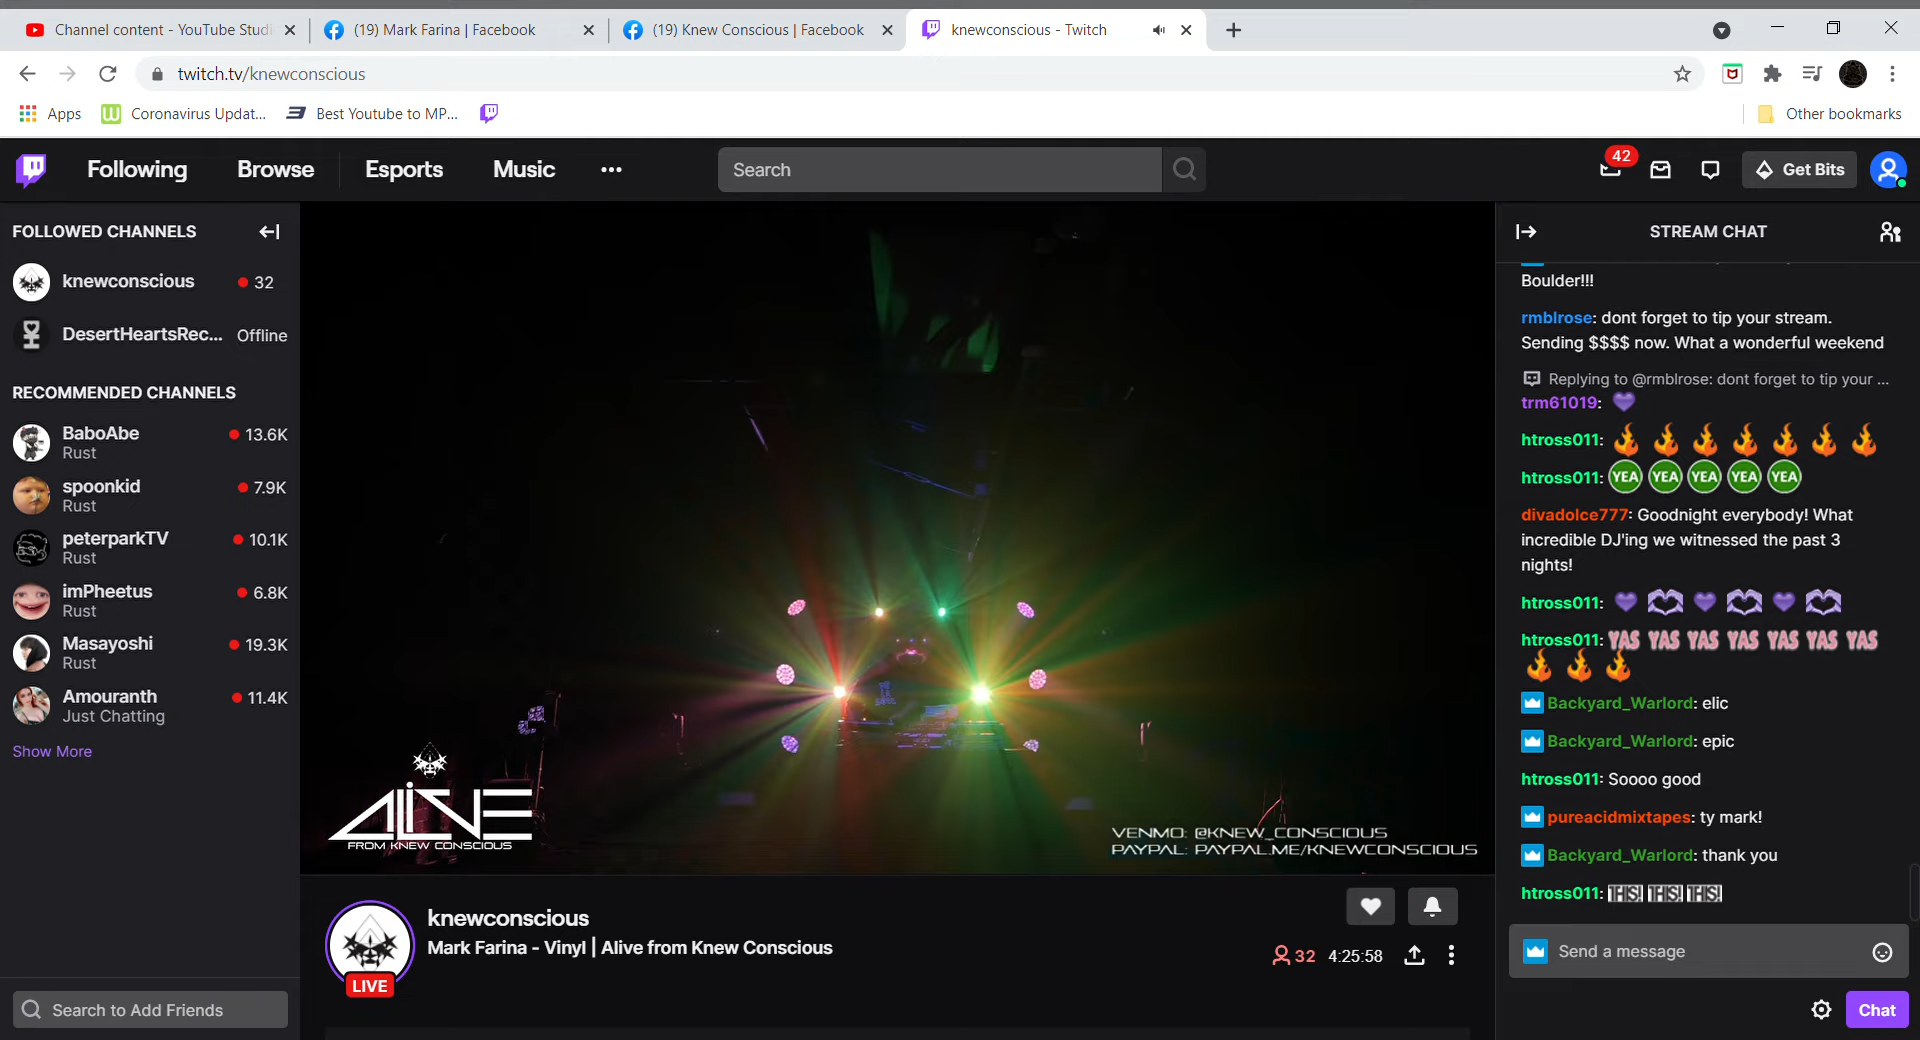 Channel content - YouTube Studi
(19) Mark Farina | Facebook
(19) Knew Conscious | Facebook
knewconscious - Twitch
twitch.tv/knewconscious
Apps
Coronavirus Updat...
Best Youtube to MP...
Other bookmarks
Following
Browse
Esports
Music
Search
42
Get Bits
FOLLOWED CHANNELS
knewconscious
32
DesertHeartsRec...
Offline
RECOMMENDED CHANNELS
BaboAbe
13.6K
Rust
spoonkid
7.9K
Rust
peterparkTV
10.1K
Rust
imPheetus
6.8K
Rust
Masayoshi
19.3K
Rust
Amouranth
11.4K
Just Chatting
Show More
Search to Add Friends
ALIVE
FROM KNEW CONSCIOUS
VENMO: @KNEW_CONSCIOUS
PAYPAL: PAYPAL.ME/KNEWCONSCIOUS
LIVE
knewconscious
Mark Farina - Vinyl | Alive from Knew Conscious
32
4:25:58
STREAM CHAT
Boulder!!!
rmblrose: dont forget to tip your stream.
Sending $$$$ now. What a wonderful weekend
Replying to @rmblrose: dont forget to tip your ...
trm61019:
htross011:
htross011: YEA YEA YEA YEA YEA
divadolce777: Goodnight everybody! What
incredible DJ'ing we witnessed the past 3
nights!
htross011:
htross011: YAS YAS YAS YAS YAS YAS YAS
Backyard_Warlord: elic
Backyard_Warlord: epic
htross011: Soooo good
pureacidmixtapes: ty mark!
Backyard_Warlord: thank you
htross011:
Send a message
Chat